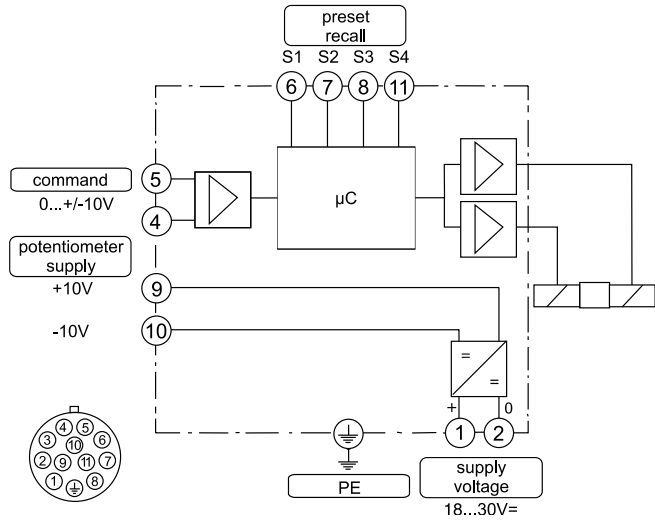 preset
recall
S1 S2 S3 S4
6 7 8 11
command
0...+/-10V
5
4
µC
potentiometer
supply
+10V
9
-10V
10
=
=
+ 0
1 2
PE
supply
voltage
18...30V=
4 5
3 10 6
2 9 11 7
1 8